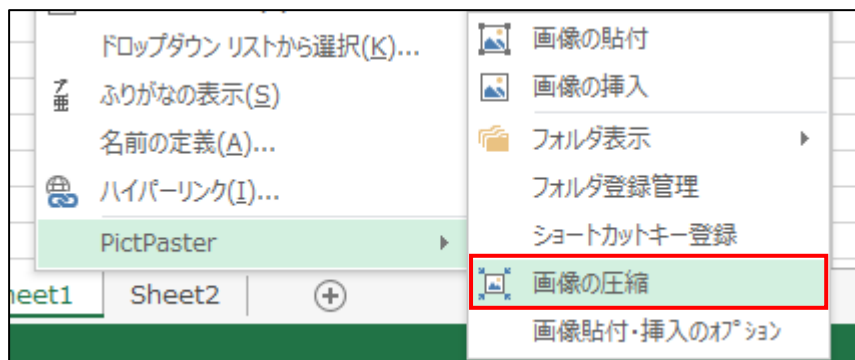 ドロップダウン リストから選択(K)...
ふりがなの表示(S)
名前の定義(A)...
ハイパーリンク(I)...
PictPaster
画像の貼付
画像の挿入
フォルダ表示
フォルダ登録管理
ショートカットキー登録
画像の圧縮
画像貼付・挿入のｵﾌﾟｼｮﾝ
eet1
Sheet2